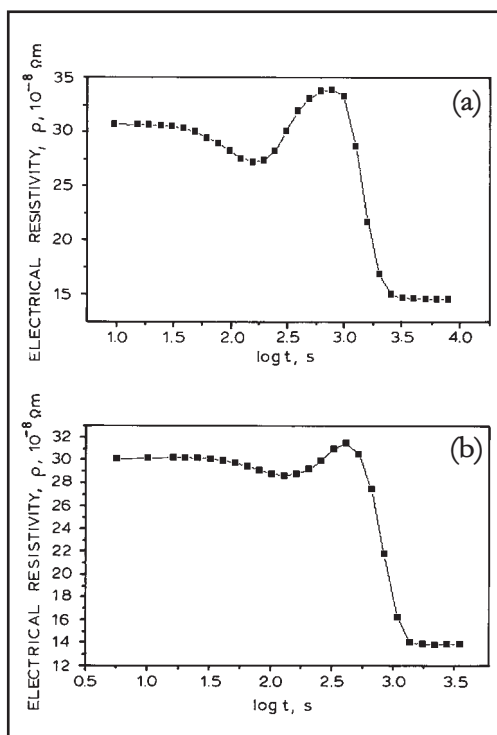 (a)
ELECTRICAL RESISTIVITY, ρ, 10⁻⁸ Ωm
35
30
25
20
15
1.0 1.5 2.0 2.5 3.0 3.5 4.0
log t, s
(b)
ELECTRICAL RESISTIVITY, ρ, 10⁻⁸ Ωm
32
30
28
26
24
22
20
18
16
14
12
0.5 1.0 1.5 2.0 2.5 3.0 3.5
log t, s